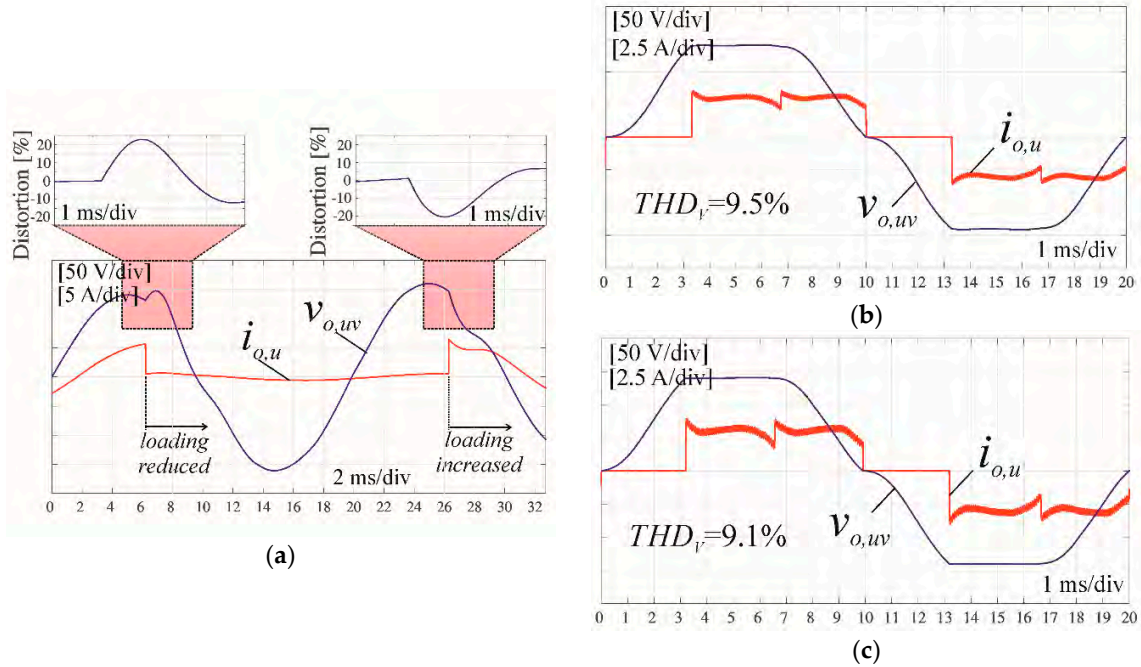 Distortion [%]
20
10
0
-10
-20
1 ms/div
Distortion [%]
20
10
0
-10
-20
1 ms/div
[50 V/div]
[5 A/div]
v o,uv
i o,u
loading
reduced
loading
increased
2 ms/div
0 2 4 6 8 10 12 14 16 18 20 22 24 26 28 30 32
(a)
[50 V/div]
[2.5 A/div]
i o,u
THD V=9.5%
v o,uv
1 ms/div
0 1 2 3 4 5 6 7 8 9 10 11 12 13 14 15 16 17 18 19 20
(b)
[50 V/div]
[2.5 A/div]
i o,u
THD V=9.1%
v o,uv
1 ms/div
0 1 2 3 4 5 6 7 8 9 10 11 12 13 14 15 16 17 18 19 20
(c)